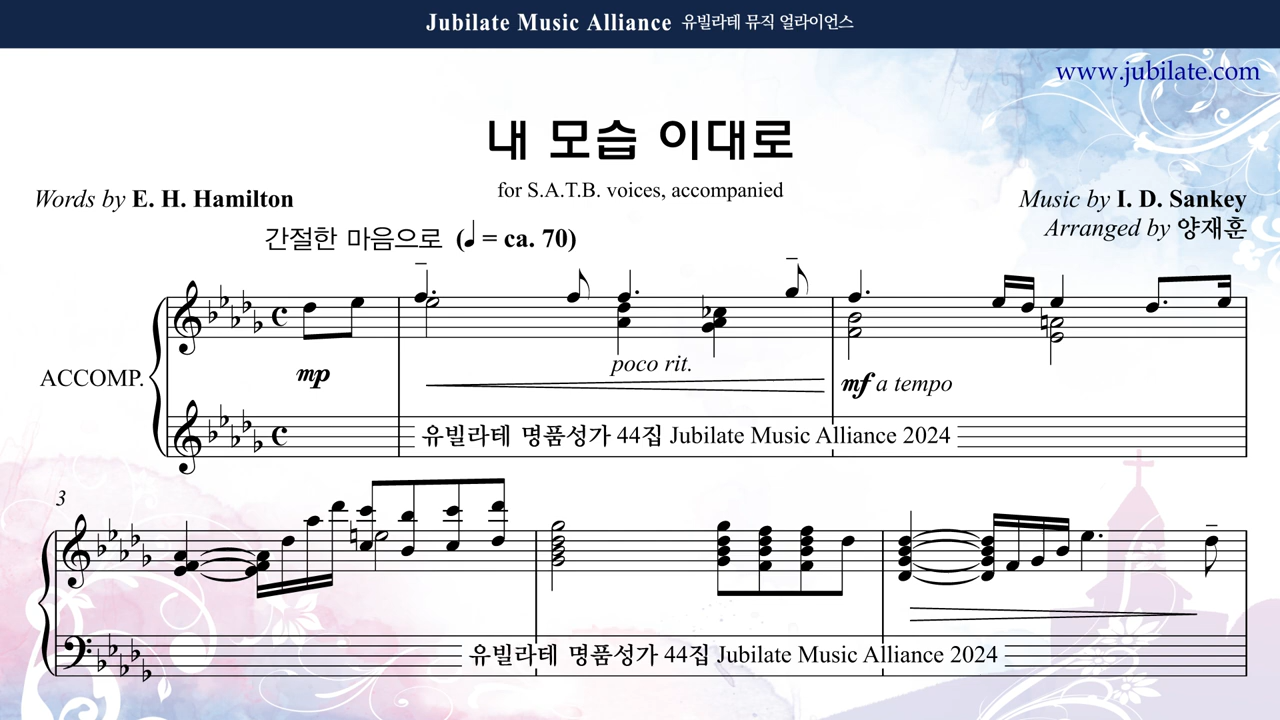 Jubilate Music Alliance 유빌라테 뮤직 얼라이언스
www.jubilate.com
내 모습 이대로
for S.A.T.B. voices, accompanied
Words by E. H. Hamilton
Music by I. D. Sankey
Arranged by 양재훈
간절한 마음으로 (♩ = ca. 70)
ACCOMP.
mp
poco rit.
mf a tempo
유빌라테 명품성가 44집 Jubilate Music Alliance 2024
3
유빌라테 명품성가 44집 Jubilate Music Alliance 2024